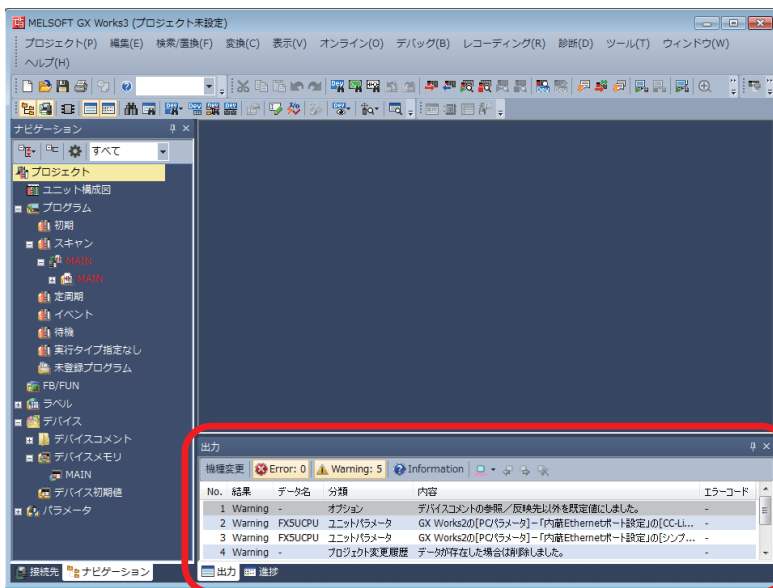 MELSOFT GX Works3 (プロジェクト未設定)
プロジェクト(P) 編集(E) 検索/置換(F) 変換(C) 表示(V) オンライン(O) デバッグ(B) レコーディング(R) 診断(D) ツール(T) ウィンドウ(W)
ヘルプ(H)
ナビゲーション
すべて
プロジェクト
ユニット構成図
プログラム
初期
スキャン
MAIN
MAIN
定周期
イベント
待機
実行タイプ指定なし
未登録プログラム
FB/FUN
ラベル
デバイス
デバイスコメント
デバイスメモリ
MAIN
デバイス初期値
パラメータ
接続先 ナビゲーション
出力
機種変更 Error: 0 Warning: 5 Information
No. 結果 データ名 分類 内容 エラーコード
1 Warning - オプション デバイスコメントの参照／反映先以外を既定値にしました。 -
2 Warning FX5UCPU ユニットパラメータ GX Works2の[PCパラメータ]－「内蔵Ethernetポート設定」の[CC-Li... -
3 Warning FX5UCPU ユニットパラメータ GX Works2の[PCパラメータ]－「内蔵Ethernetポート設定」の[シンプ... -
4 Warning - プロジェクト変更履歴 データが存在した場合は削除しました。 -
出力 進捗